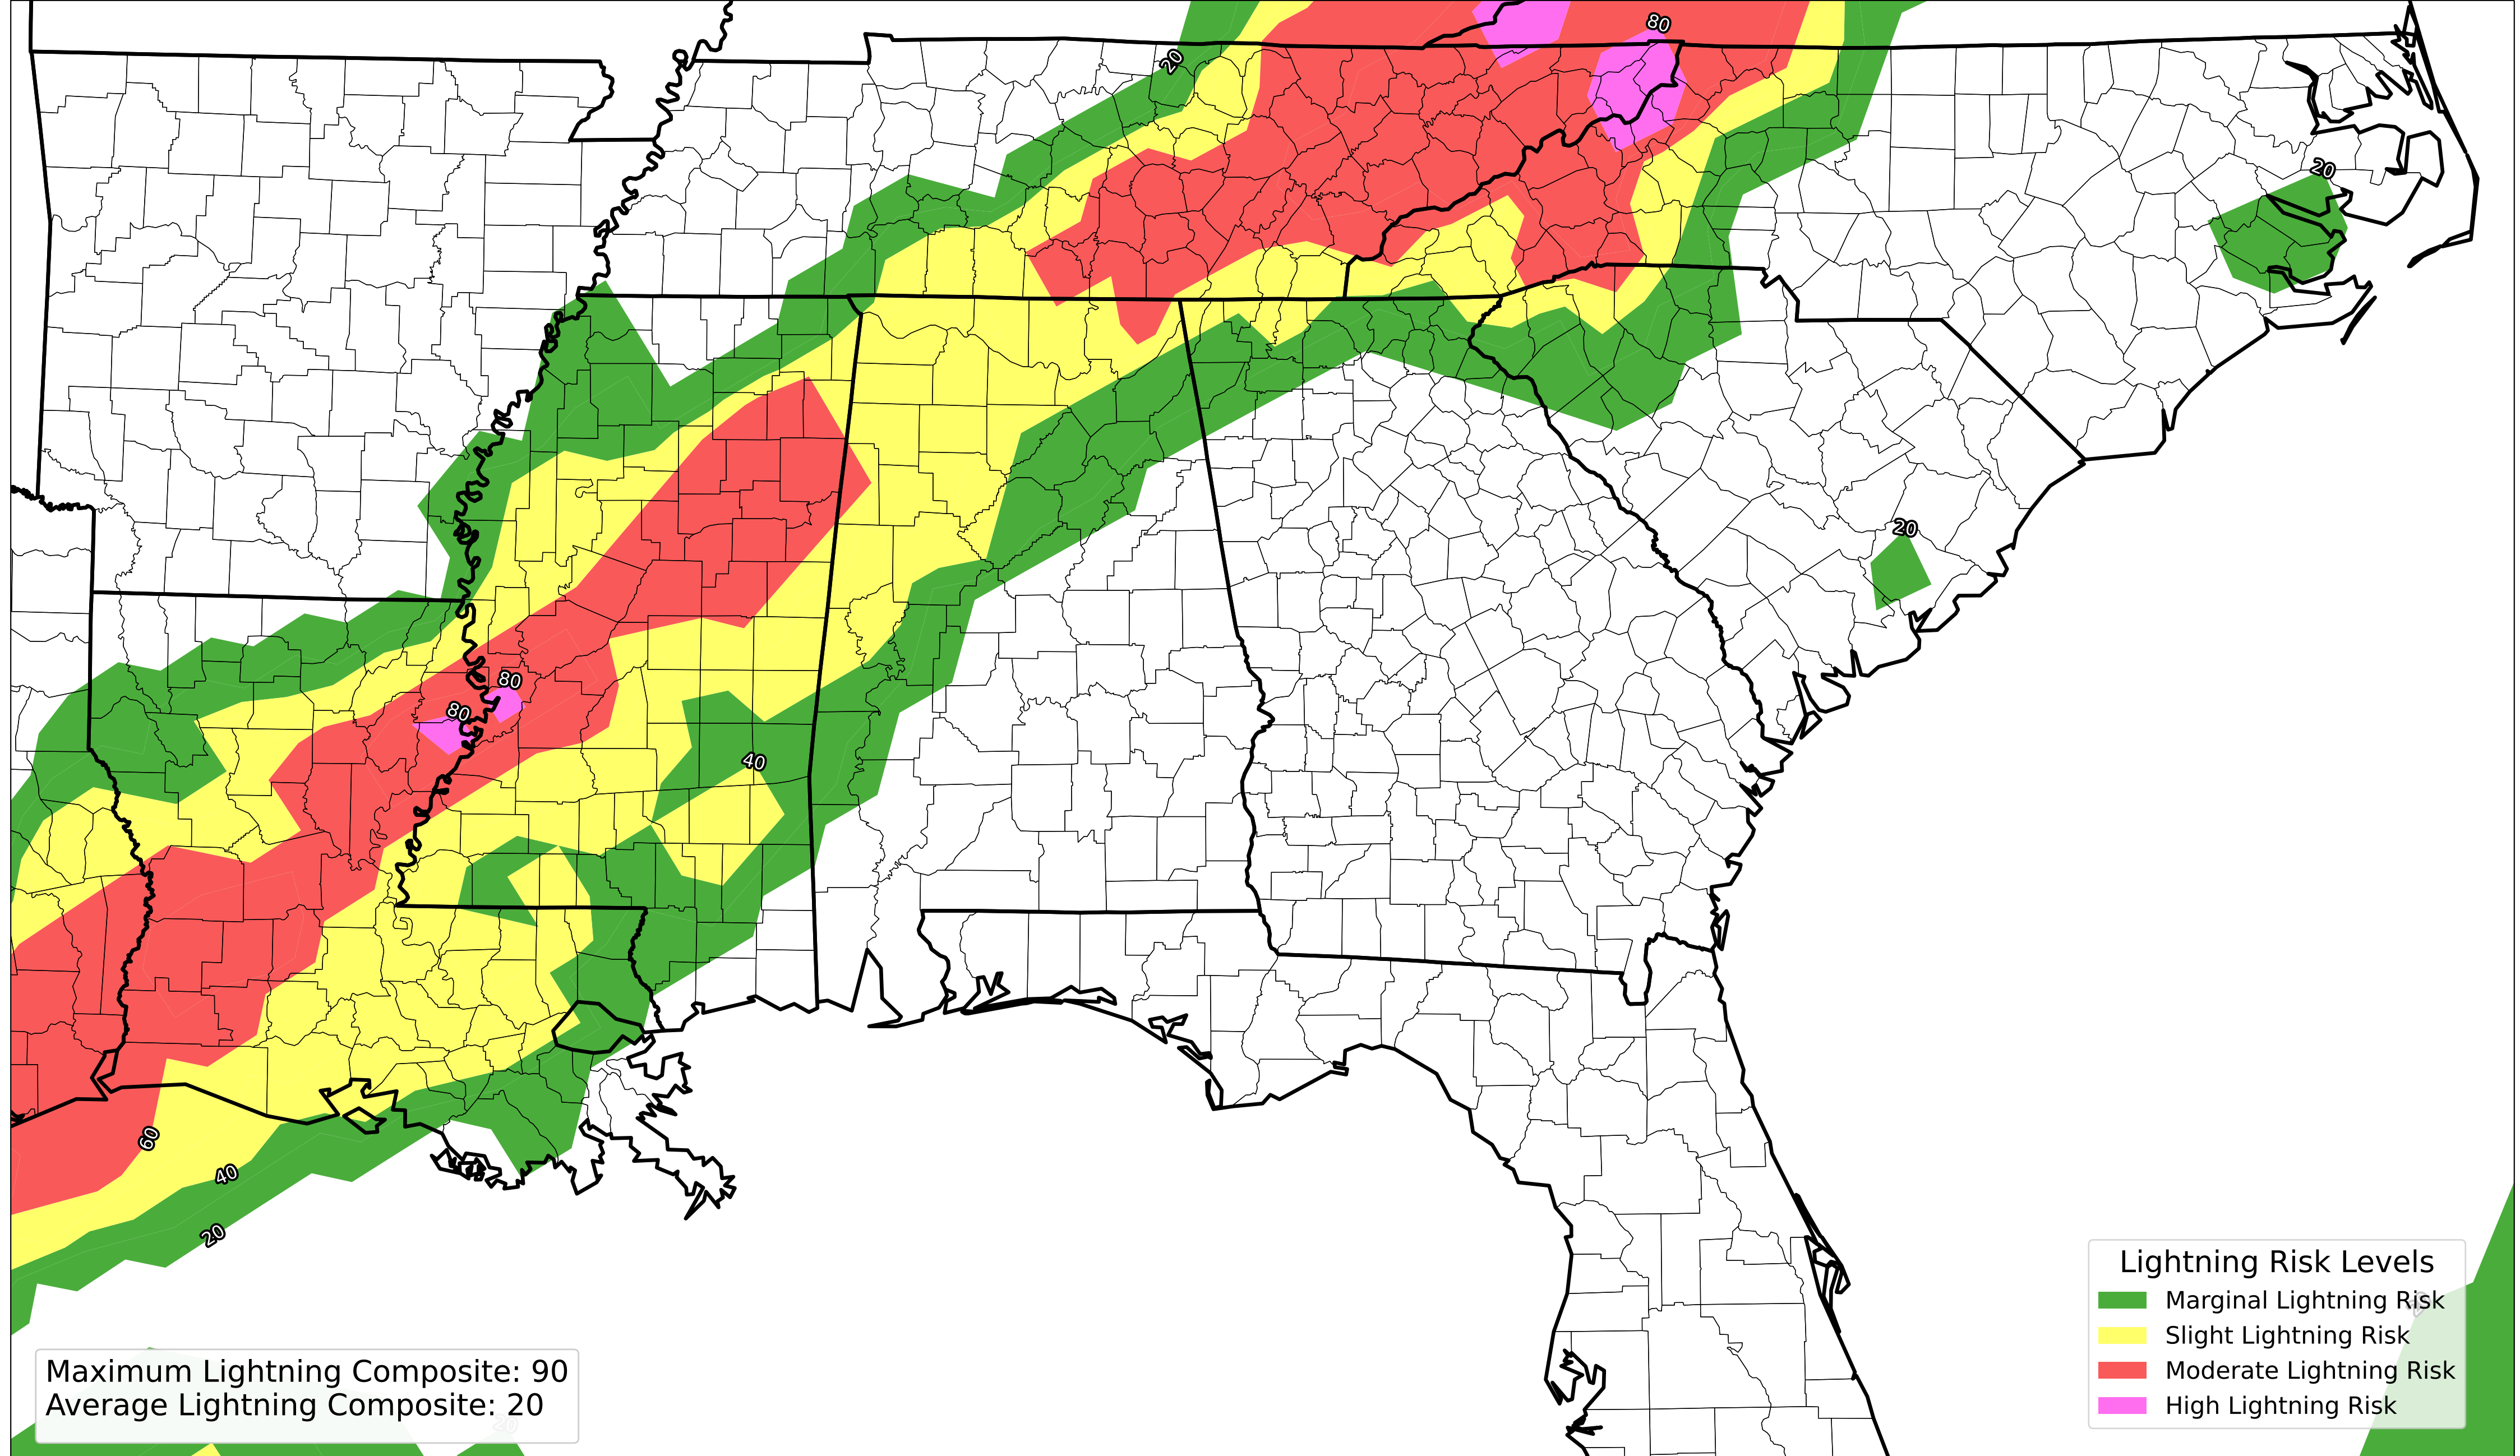 80
20
20
20
80
80
40
60
40
20
Lightning Risk Levels
Marginal Lightning Risk
Slight Lightning Risk
Moderate Lightning Risk
High Lightning Risk
Maximum Lightning Composite: 90
Average Lightning Composite: 20
20